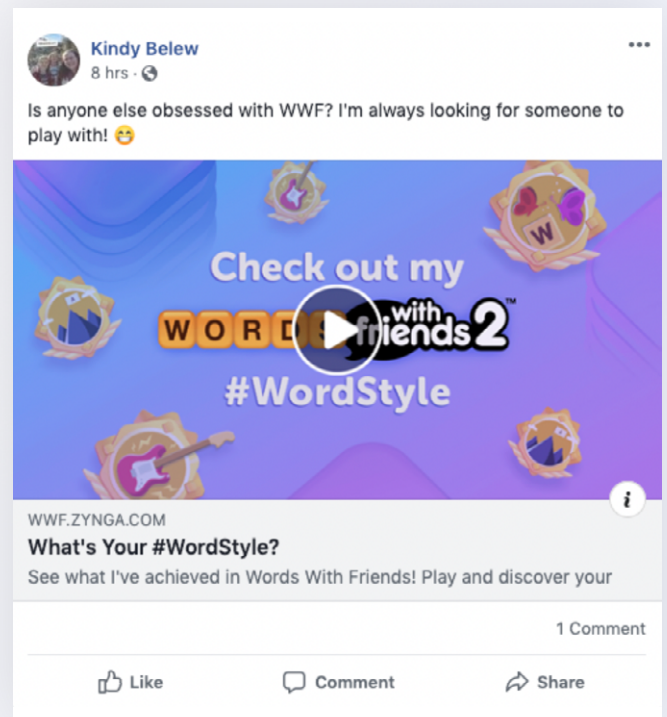 Kindy Belew
8 hrs ·
Is anyone else obsessed with WWF? I'm always looking for someone to
play with! 😁
Check out my
WORDS with friends 2™
#WordStyle
W
i
WWF.ZYNGA.COM
What's Your #WordStyle?
See what I've achieved in Words With Friends! Play and discover your
1 Comment
Like Comment Share